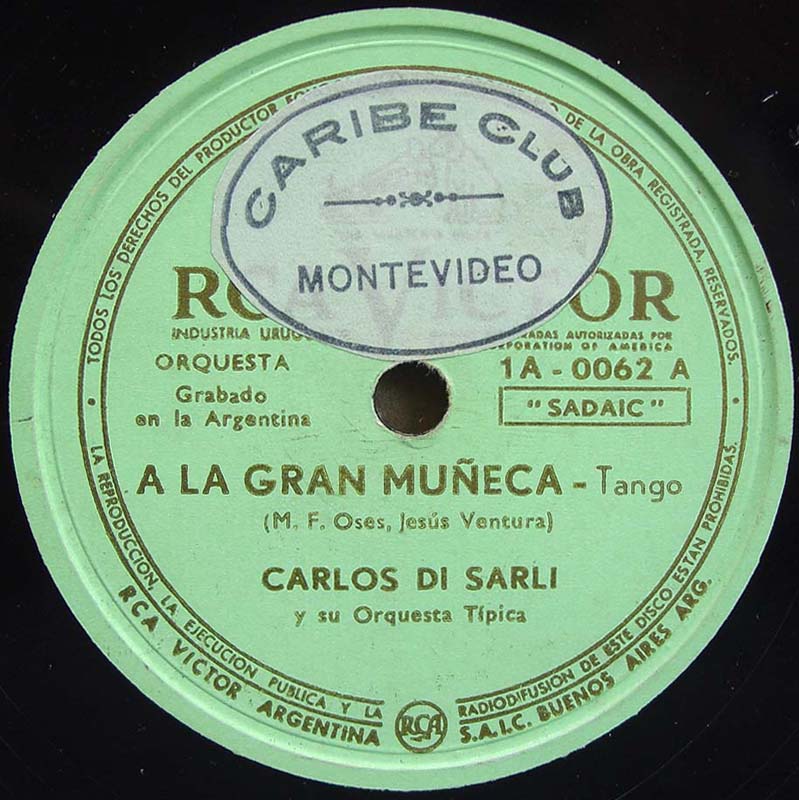 TODOS LOS DERECHOS DEL PRODUCTOR
DE LA OBRA REGISTRADA, RESERVADOS.
CARIBE CLUB
MONTEVIDEO
RCA VICTOR
INDUSTRIA
AUTORIZADAS POR
CORPORATION OF AMERICA
ORQUESTA
1A - 0062 A
Grabado
en la Argentina
"SADAIC"
A LA GRAN MUÑECA - Tango
(M. F. Oses, Jesús Ventura)
CARLOS DI SARLI
y su Orquesta Típica
LA REPRODUCCION, LA EJECUCION PUBLICA Y LA RADIODIFUSION DE ESTE DISCO ESTAN PROHIBIDAS.
RCA VICTOR ARGENTINA RCA S.A.I.C. BUENOS AIRES ARG.